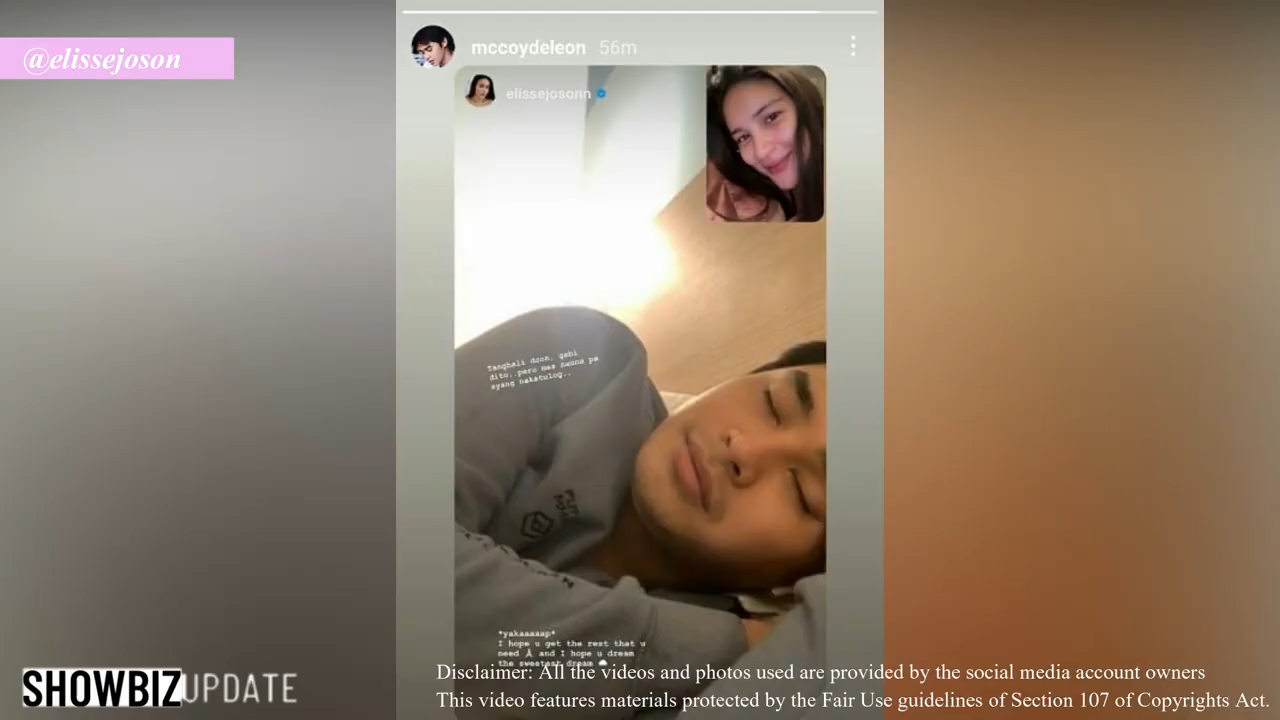 @elissejoson
mccoydeleon 56m
elissejosonn
Tanghali doon, gabi
dito,.pero mas nauna pa
syang nakatulog,.
*yakaaaaap*
I hope u get the rest that u
need 🙏 and I hope u dream
the sweetest dream
SHOWBIZ UPDATE
Disclaimer: All the videos and photos used are provided by the social media account owners
This video features materials protected by the Fair Use guidelines of Section 107 of Copyrights Act.